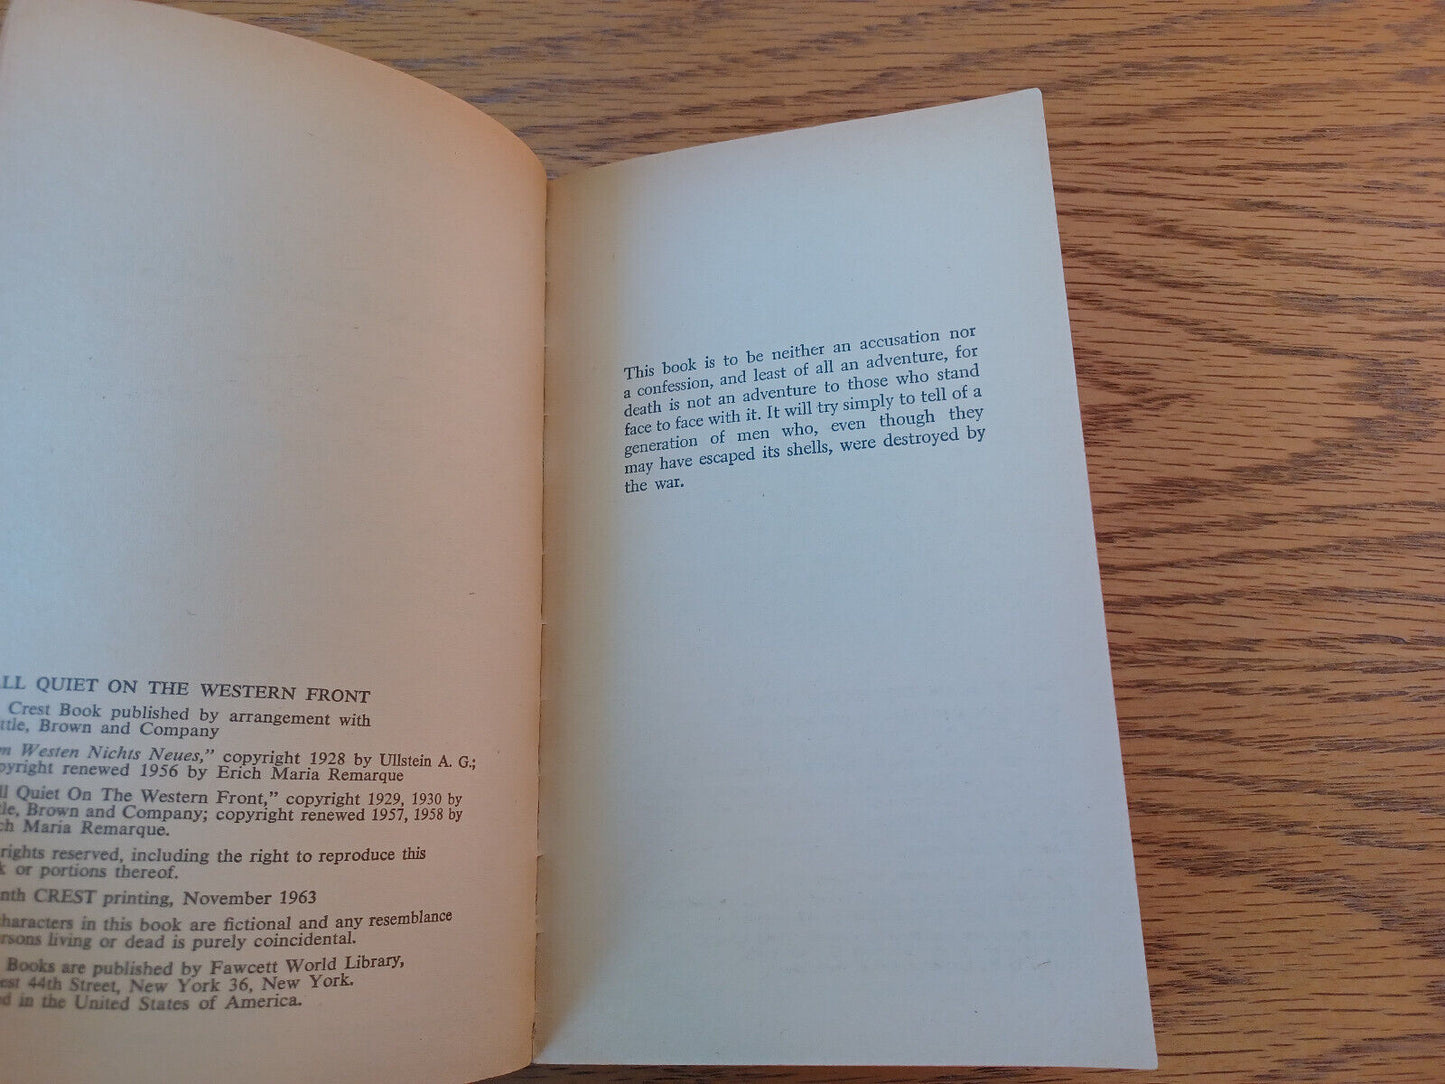 ALL QUIET ON THE WESTERN FRONT
Crest Book published by arrangement with
ttle, Brown and Company
m Westen Nichts Neues," copyright 1928 by Ullstein A. G.;
pyright renewed 1956 by Erich Maria Remarque
ll Quiet On The Western Front," copyright 1929, 1930 by
tle, Brown and Company; copyright renewed 1957, 1958 by
ch Maria Remarque.
rights reserved, including the right to reproduce this
k or portions thereof.
nth CREST printing, November 1963
characters in this book are fictional and any resemblance
ersons living or dead is purely coincidental.
Books are published by Fawcett World Library,
est 44th Street, New York 36, New York.
ed in the United States of America.
This book is to be neither an accusation nor
a confession, and least of all an adventure, for
death is not an adventure to those who stand
face to face with it. It will try simply to tell of a
generation of men who, even though they
may have escaped its shells, were destroyed by
the war.